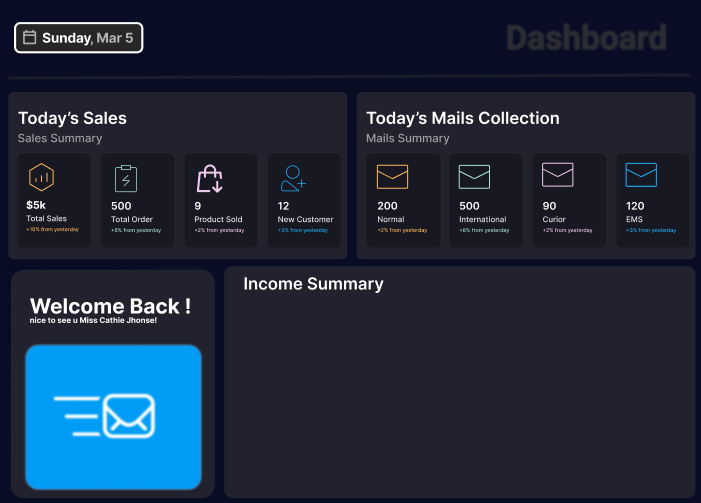 Sunday, Mar 5
Dashboard
Today's Sales
Sales Summary
$5k
Total Sales
+10% from yesterday
500
Total Order
+8% from yesterday
9
Product Sold
+2% from yesterday
12
New Customer
+3% from yesterday
Today's Mails Collection
Mails Summary
200
Normal
+2% from yesterday
500
International
+8% from yesterday
90
Curior
+2% from yesterday
120
EMS
+3% from yesterday
Welcome Back !
nice to see u Miss Cathie Jhonse!
Income Summary